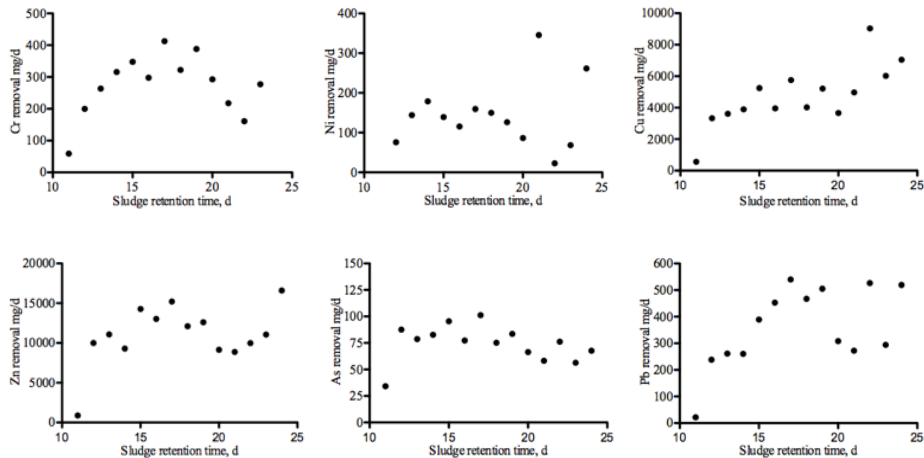 500
400
300
200
100
0
Cr removal mg/d
10 15 20 25
Sludge retention time, d
400
300
200
100
0
Ni removal mg/d
10 15 20 25
Sludge retention time, d
10000
8000
6000
4000
2000
0
Cu removal mg/d
10 15 20 25
Sludge retention time, d
20000
15000
10000
5000
0
Zn removal mg/d
10 15 20 25
Sludge retention time, d
150
125
100
75
50
25
0
As removal mg/d
10 15 20 25
Sludge retention time, d
600
500
400
300
200
100
0
Pb removal mg/d
10 15 20 25
Sludge retention time, d